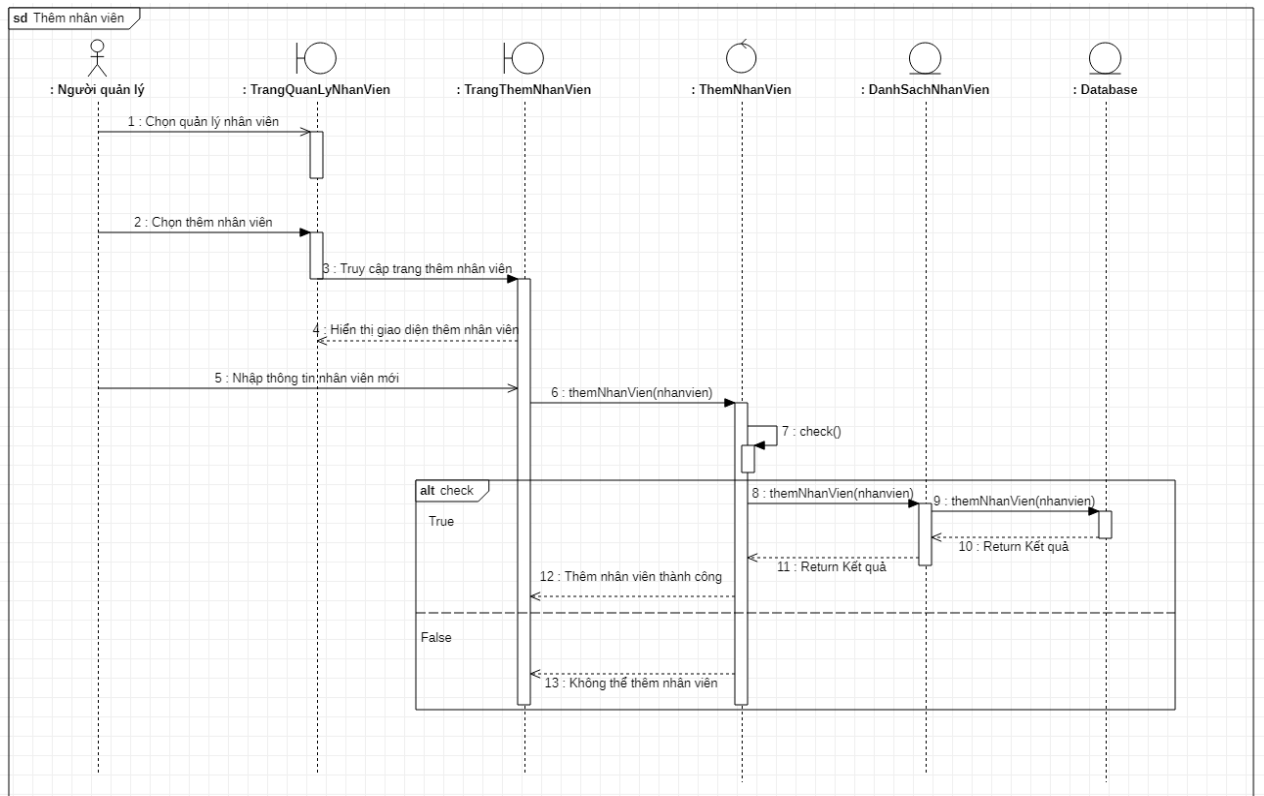 sd Thêm nhân viên
: Người quản lý
: TrangQuanLyNhanVien
: TrangThemNhanVien
: ThemNhanVien
: DanhSachNhanVien
: Database
1 : Chọn quản lý nhân viên
2 : Chọn thêm nhân viên
3 : Truy cập trang thêm nhân viên
4 : Hiển thị giao diện thêm nhân viên
5 : Nhập thông tin nhân viên mới
6 : themNhanVien(nhanvien)
7 : check()
alt check
True
8 : themNhanVien(nhanvien)
9 : themNhanVien(nhanvien)
10 : Return Kết quả
11 : Return Kết quả
12 : Thêm nhân viên thành công
False
13 : Không thể thêm nhân viên